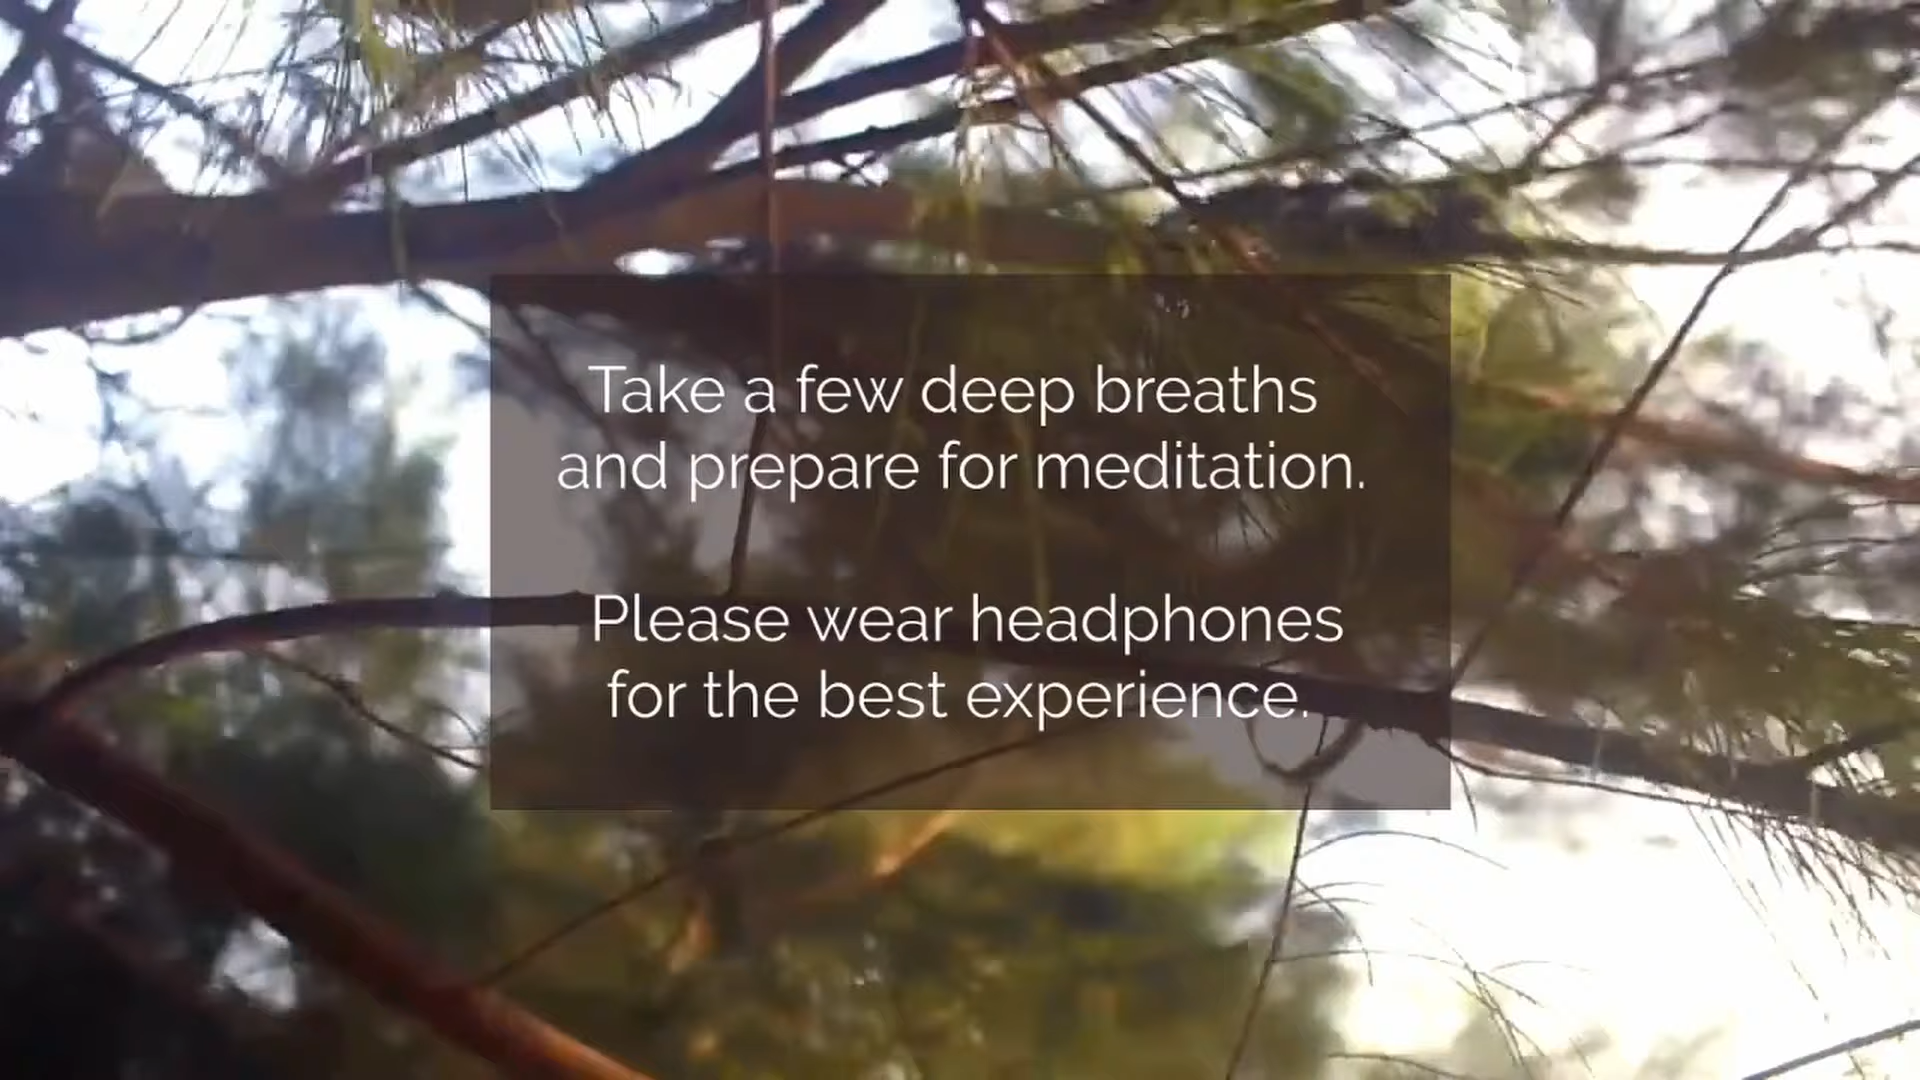 Take a few deep breaths
and prepare for meditation.
Please wear headphones
for the best experience.